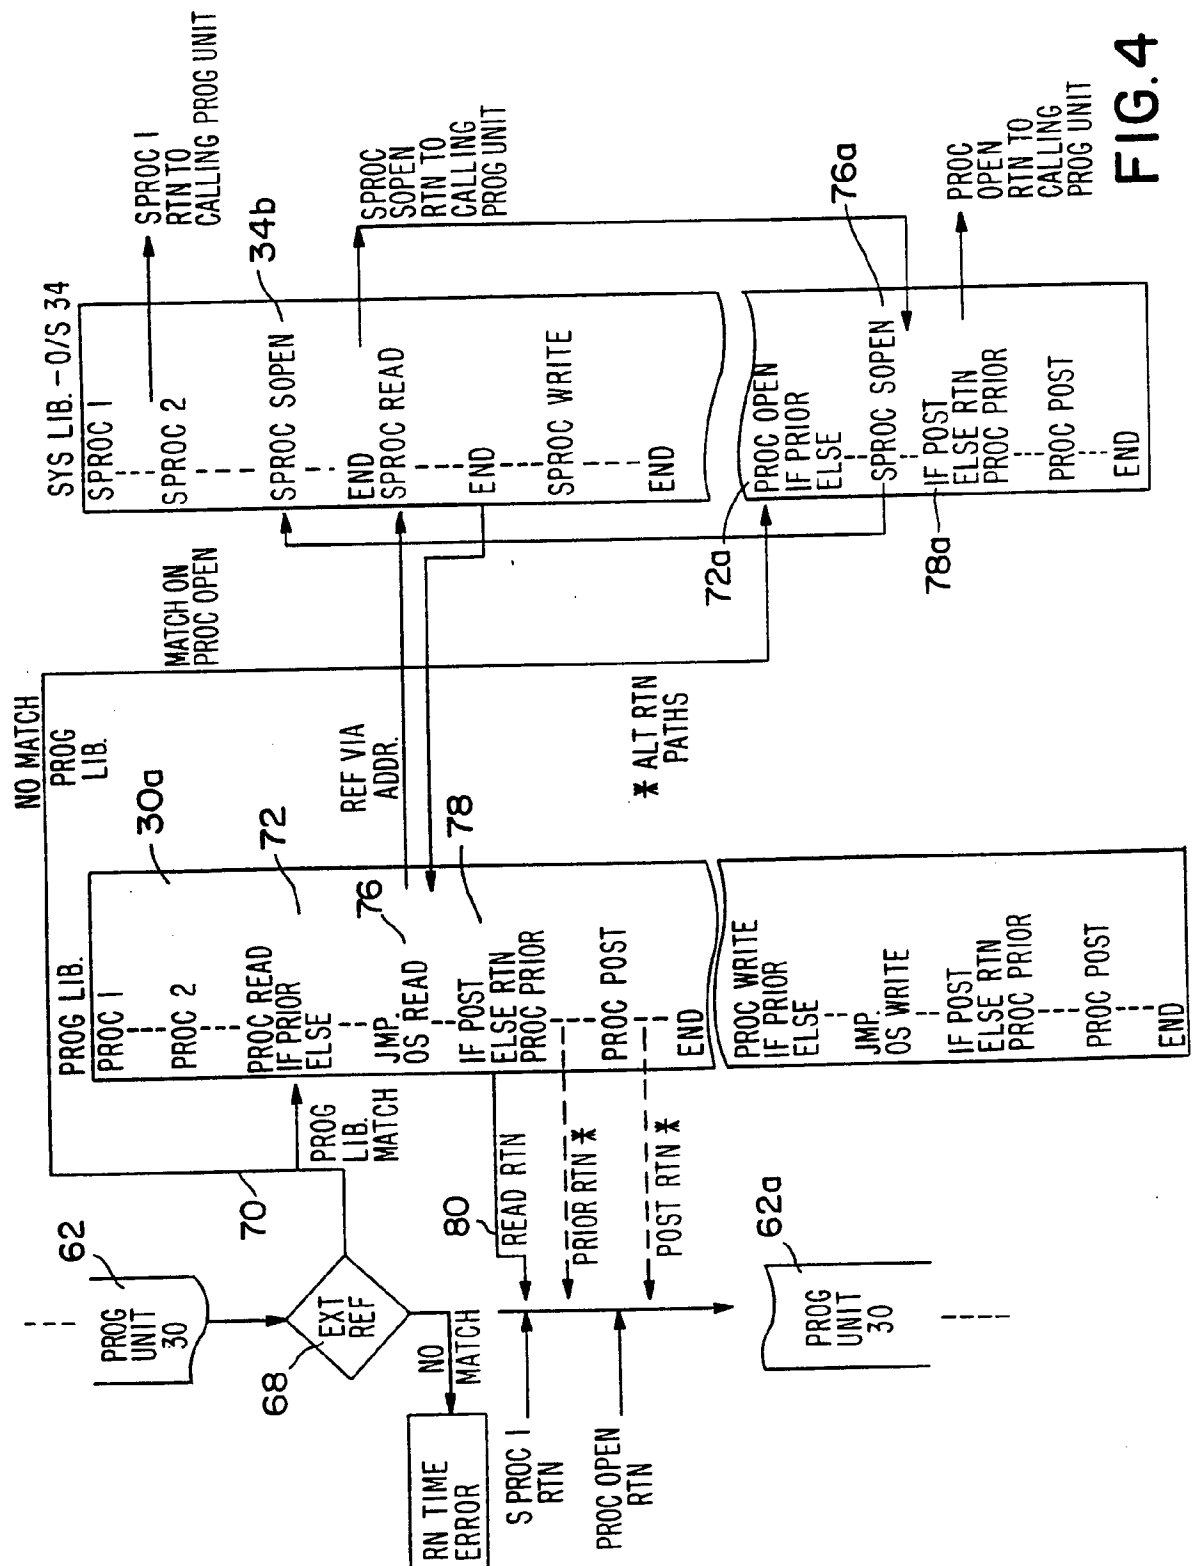 FIG. 4
PROG
UNIT
30
62
EXT
REF
68
70
NO
MATCH
RN TIME
ERROR
S PROC 1
RTN
PROC OPEN
RTN
80
READ RTN
PRIOR RTN *
POST RTN *
62a
PROG
UNIT
30
PROG
LIB.
MATCH
NO MATCH
PROG
LIB.
PROG LIB.
30a
PROC 1
PROC 2
PROC READ
IF PRIOR
ELSE
72
JMP.
OS READ
76
IF POST
ELSE RTN
PROC PRIOR
78
PROC POST
END
PROC WRITE
IF PRIOR
ELSE
JMP.
OS WRITE
IF POST
ELSE RTN
PROC PRIOR
PROC POST
END
MATCH ON
PROC OPEN
REF VIA
ADDR.
* ALT RTN
PATHS
SYS LIB. - O/S 34
SPROC 1
SPROC 2
SPROC SOPEN
34b
END
SPROC READ
END
SPROC WRITE
END
72a
PROC OPEN
IF PRIOR
ELSE
SPROC SOPEN
76a
IF POST
ELSE RTN
PROC PRIOR
78a
PROC POST
END
SPROC 1
RTN TO
CALLING PROG UNIT
SPROC
SOPEN
RTN TO
CALLING
PROG UNIT
PROC
OPEN
RTN TO
CALLING
PROG UNIT